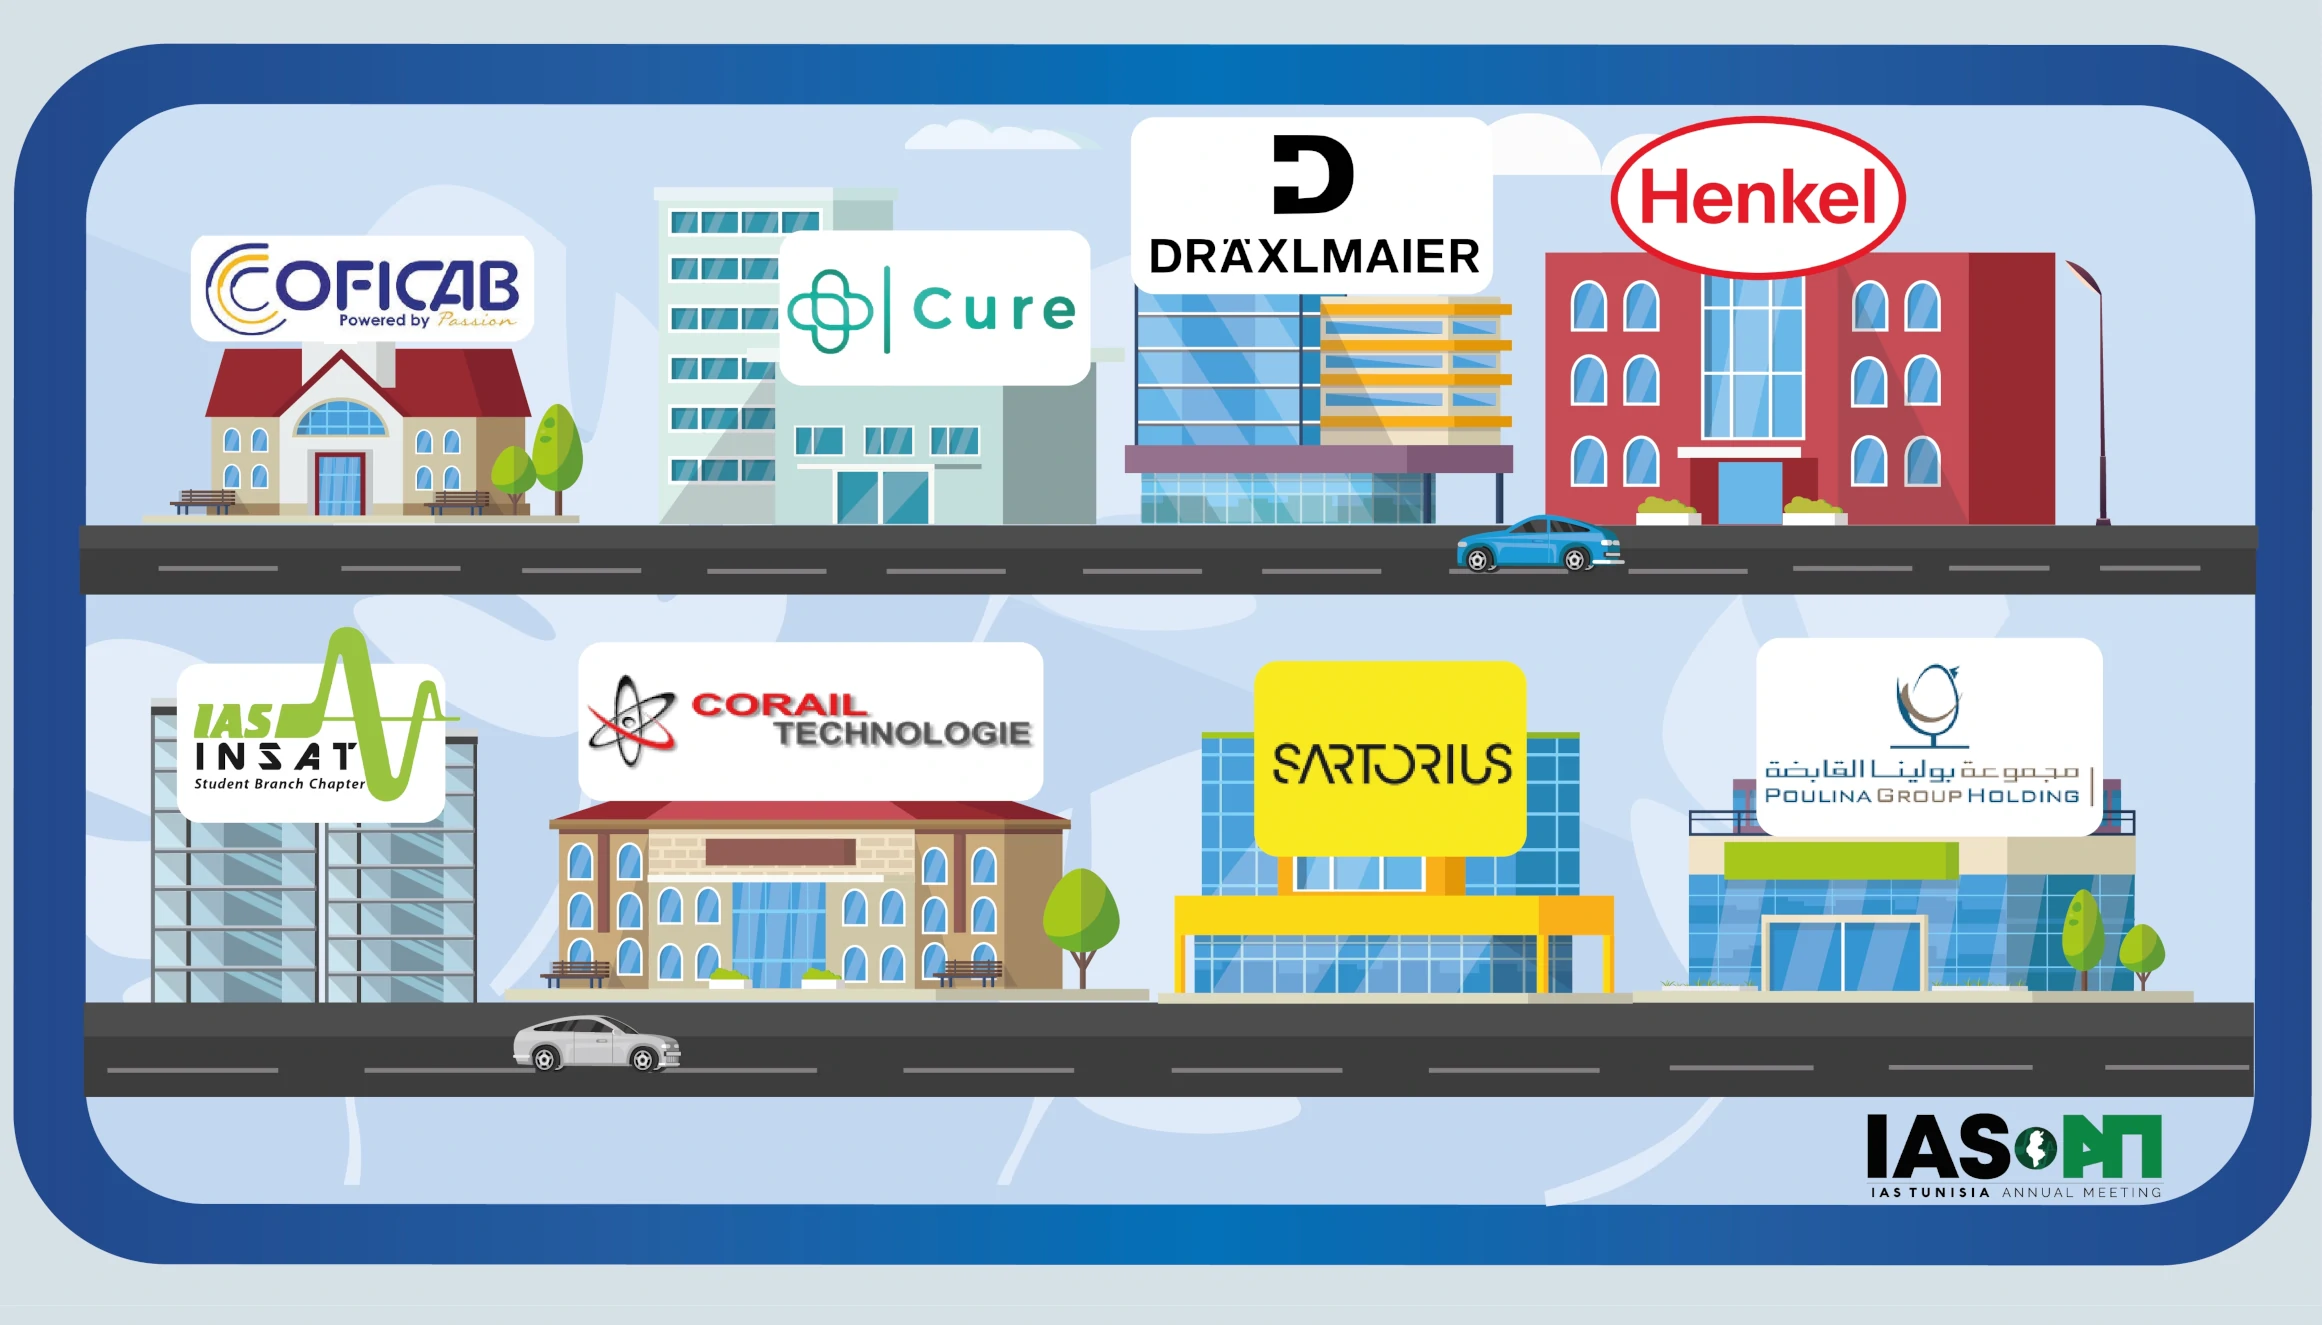 COFICAB
Powered by Passion
Cure
DRÄXLMAIER
Henkel
IAS
INSAT
Student Branch Chapter
CORAIL
TECHNOLOGIE
SARTORIUS
مجموعة بولينا القابضة
POULINA GROUP HOLDING
IAS AM
IAS TUNISIA ANNUAL MEETING